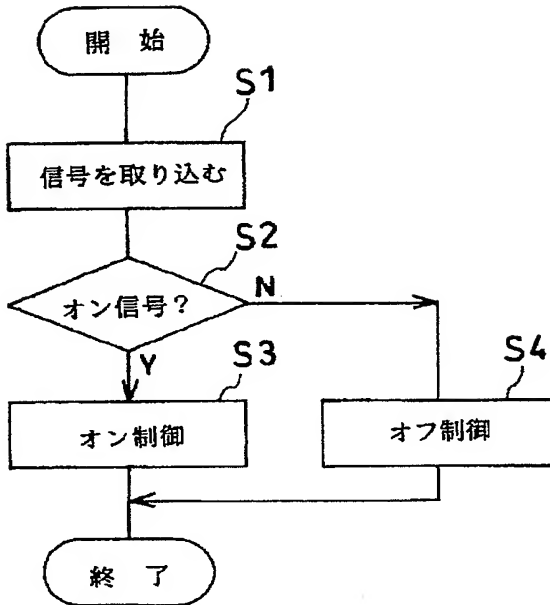 開 始
S1
信号を取り込む
S2
オン信号?
N
Y
S3
オン制御
S4
オフ制御
終 了